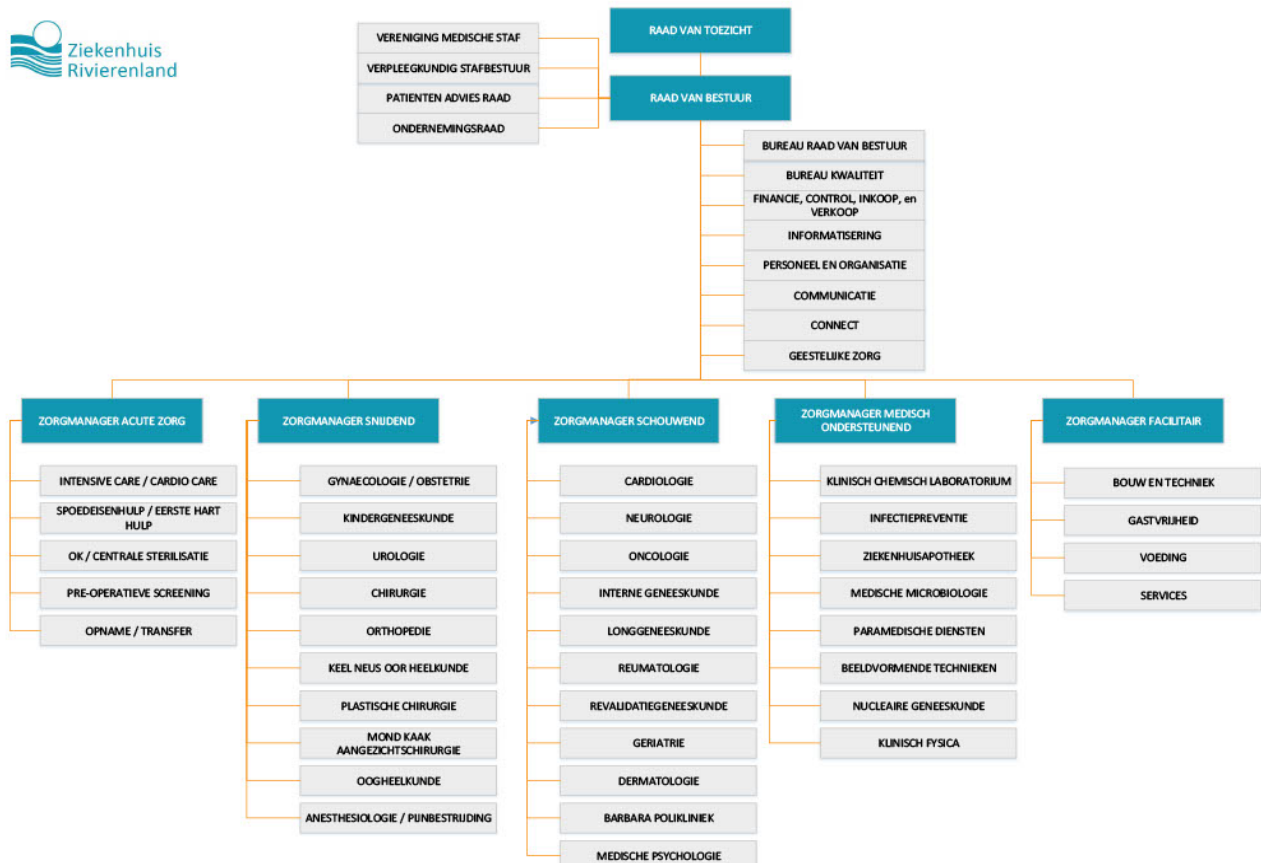 Ziekenhuis
Rivierenland
RAAD VAN TOEZICHT
VERENIGING MEDISCHE STAF
VERPLEEGKUNDIG STAFBESTUUR
PATIENTEN ADVIES RAAD
ONDERNEMINGSRAAD
RAAD VAN BESTUUR
BUREAU RAAD VAN BESTUUR
BUREAU KWALITEIT
FINANCIE, CONTROL, INKOOP, en
VERKOOP
INFORMATISERING
PERSONEEL EN ORGANISATIE
COMMUNICATIE
CONNECT
GEESTELIJKE ZORG
ZORGMANAGER ACUTE ZORG
INTENSIVE CARE / CARDIO CARE
SPOEDEISENHULP / EERSTE HART
HULP
OK / CENTRALE STERILISATIE
PRE-OPERATIEVE SCREENING
OPNAME / TRANSFER
ZORGMANAGER SNIJDEND
GYNAECOLOGIE / OBSTETRIE
KINDERGENEESKUNDE
UROLOGIE
CHIRURGIE
ORTHOPEDIE
KEEL NEUS OOR HEELKUNDE
PLASTISCHE CHIRURGIE
MOND KAAK
AANGEZICHTSCHIRURGIE
OOGHEELKUNDE
ANESTHESIOLOGIE / PIJNBESTRIJDING
ZORGMANAGER SCHOUWEND
CARDIOLOGIE
NEUROLOGIE
ONCOLOGIE
INTERNE GENEESKUNDE
LONGGENEESKUNDE
REUMATOLOGIE
REVALIDATIEGENEESKUNDE
GERIATRIE
DERMATOLOGIE
BARBARA POLIKLINIEK
MEDISCHE PSYCHOLOGIE
ZORGMANAGER MEDISCH
ONDERSTEUNEND
KLINISCH CHEMISCH LABORATORIUM
INFECTIEPREVENTIE
ZIEKENHUISAPOTHEEK
MEDISCHE MICROBIOLOGIE
PARAMEDISCHE DIENSTEN
BEELDVORMENDE TECHNIEKEN
NUCLEAIRE GENEESKUNDE
KLINISCH FYSICA
ZORGMANAGER FACILITAIR
BOUW EN TECHNIEK
GASTVRIJHEID
VOEDING
SERVICES